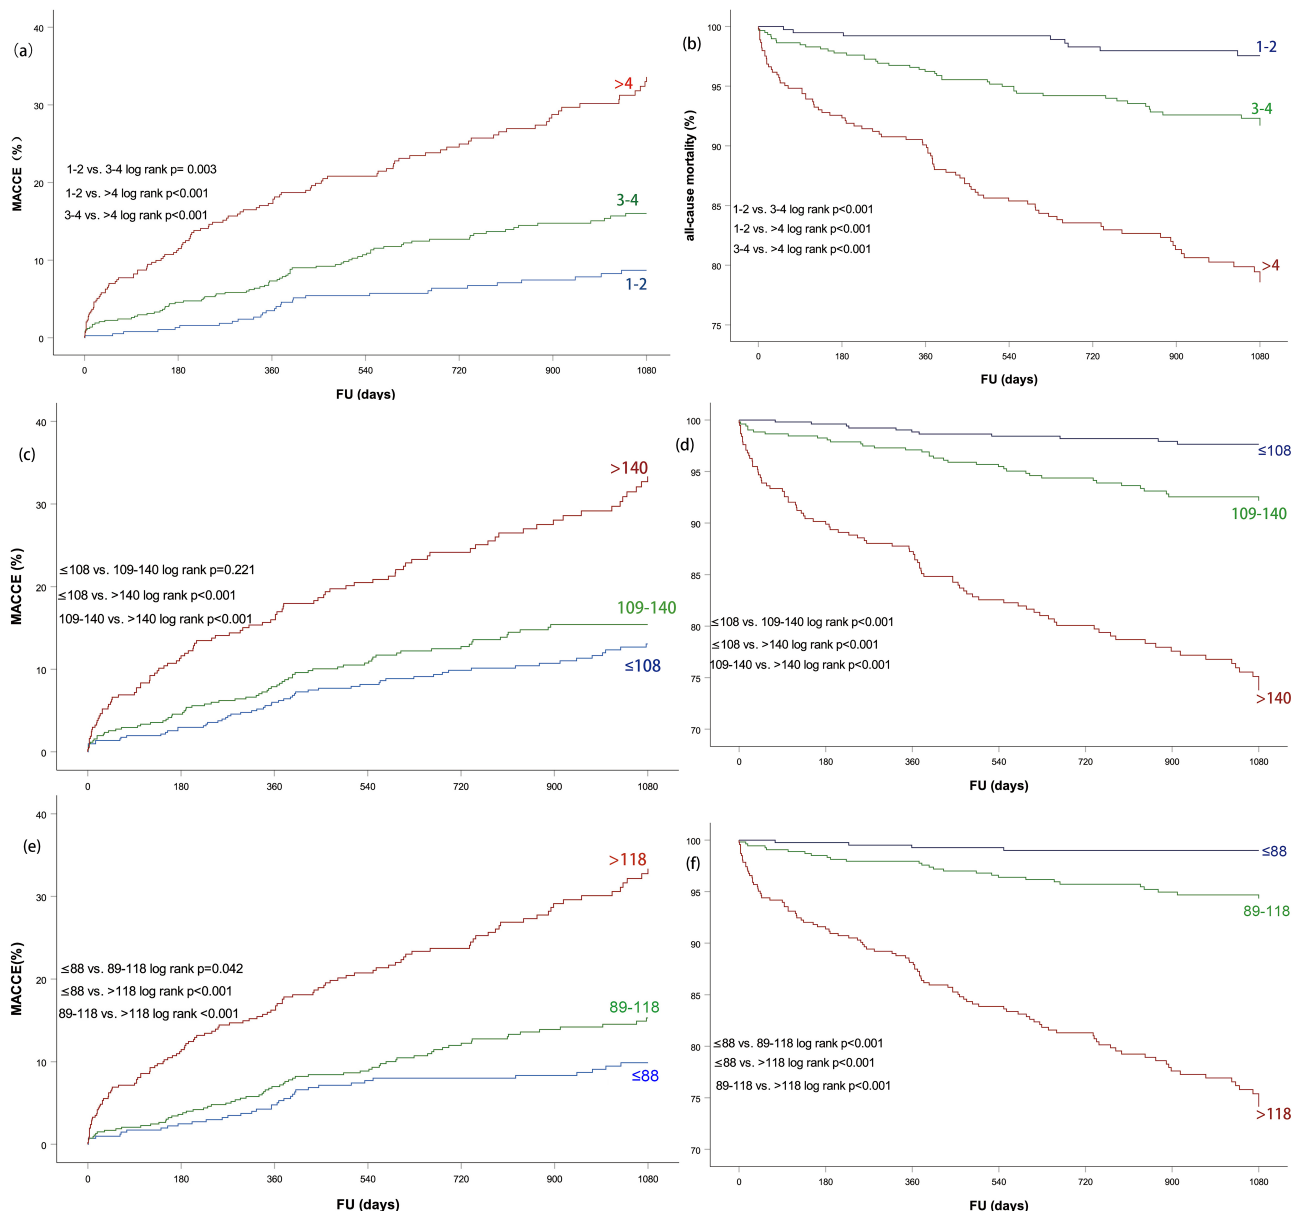 (a)
MACCE (%)
40
30
20
10
0
>4
3-4
1-2
1-2 vs. 3-4 log rank p= 0.003
1-2 vs. >4 log rank p<0.001
3-4 vs. >4 log rank p<0.001
0 180 360 540 720 900 1080
FU (days)
(b)
all-cause mortality (%)
100
95
90
85
80
75
1-2
3-4
>4
1-2 vs. 3-4 log rank p<0.001
1-2 vs. >4 log rank p<0.001
3-4 vs. >4 log rank p<0.001
0 180 360 540 720 900 1080
FU (days)
(c)
MACCE (%)
40
30
20
10
0
>140
109-140
≤108
≤108 vs. 109-140 log rank p=0.221
≤108 vs. >140 log rank p<0.001
109-140 vs. >140 log rank p<0.001
0 180 360 540 720 900 1080
(d)
100
95
90
85
80
75
70
≤108
109-140
>140
≤108 vs. 109-140 log rank p<0.001
≤108 vs. >140 log rank p<0.001
109-140 vs. >140 log rank p<0.001
0 180 360 540 720 900 1080
FU (days)
(e)
MACCE(%)
40
30
20
10
0
>118
89-118
≤88
≤88 vs. 89-118 log rank p=0.042
≤88 vs. >118 log rank p<0.001
89-118 vs. >118 log rank <0.001
0 180 360 540 720 900 1080
FU (days)
(f)
100
95
90
85
80
75
70
≤88
89-118
>118
≤88 vs. 89-118 log rank p<0.001
≤88 vs. >118 log rank p<0.001
89-118 vs. >118 log rank p<0.001
0 180 360 540 720 900 1080
FU (days)